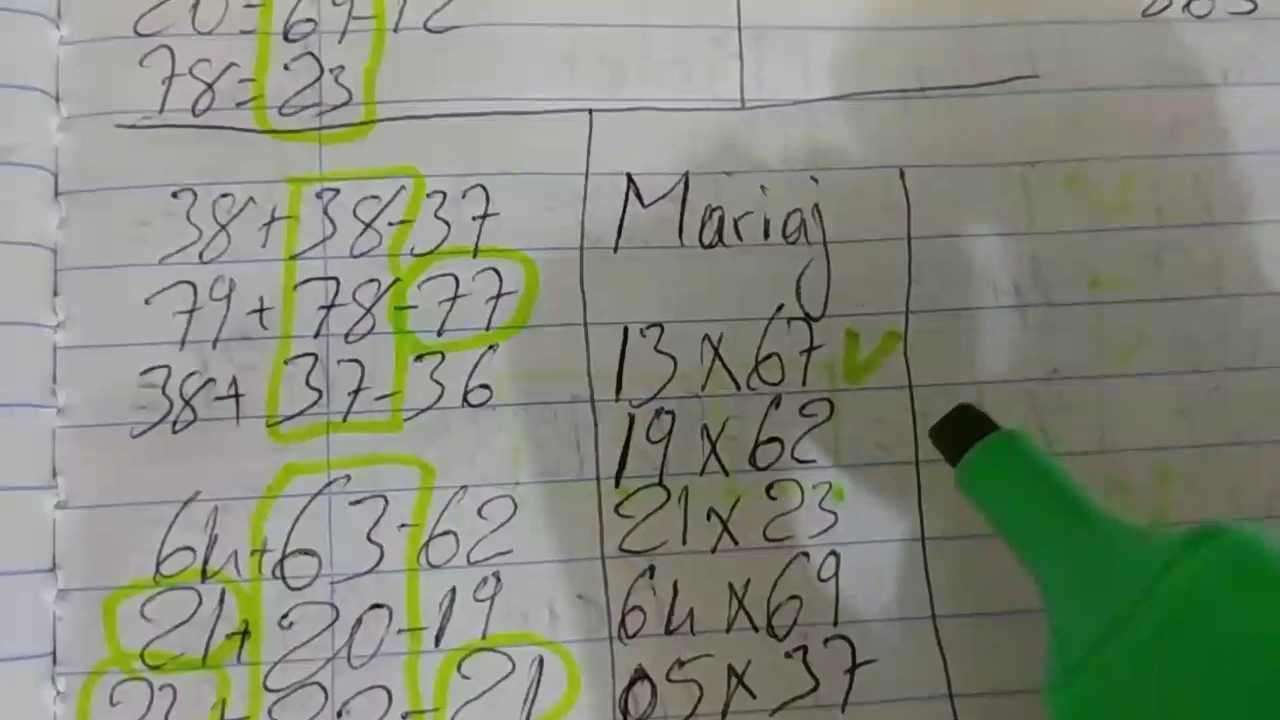 78=23
38+38-37
79+78-77
38+37-36
64+63-62
21+20-19
Mariaj
13X67 V
19X62
21X23
64X69
05X37